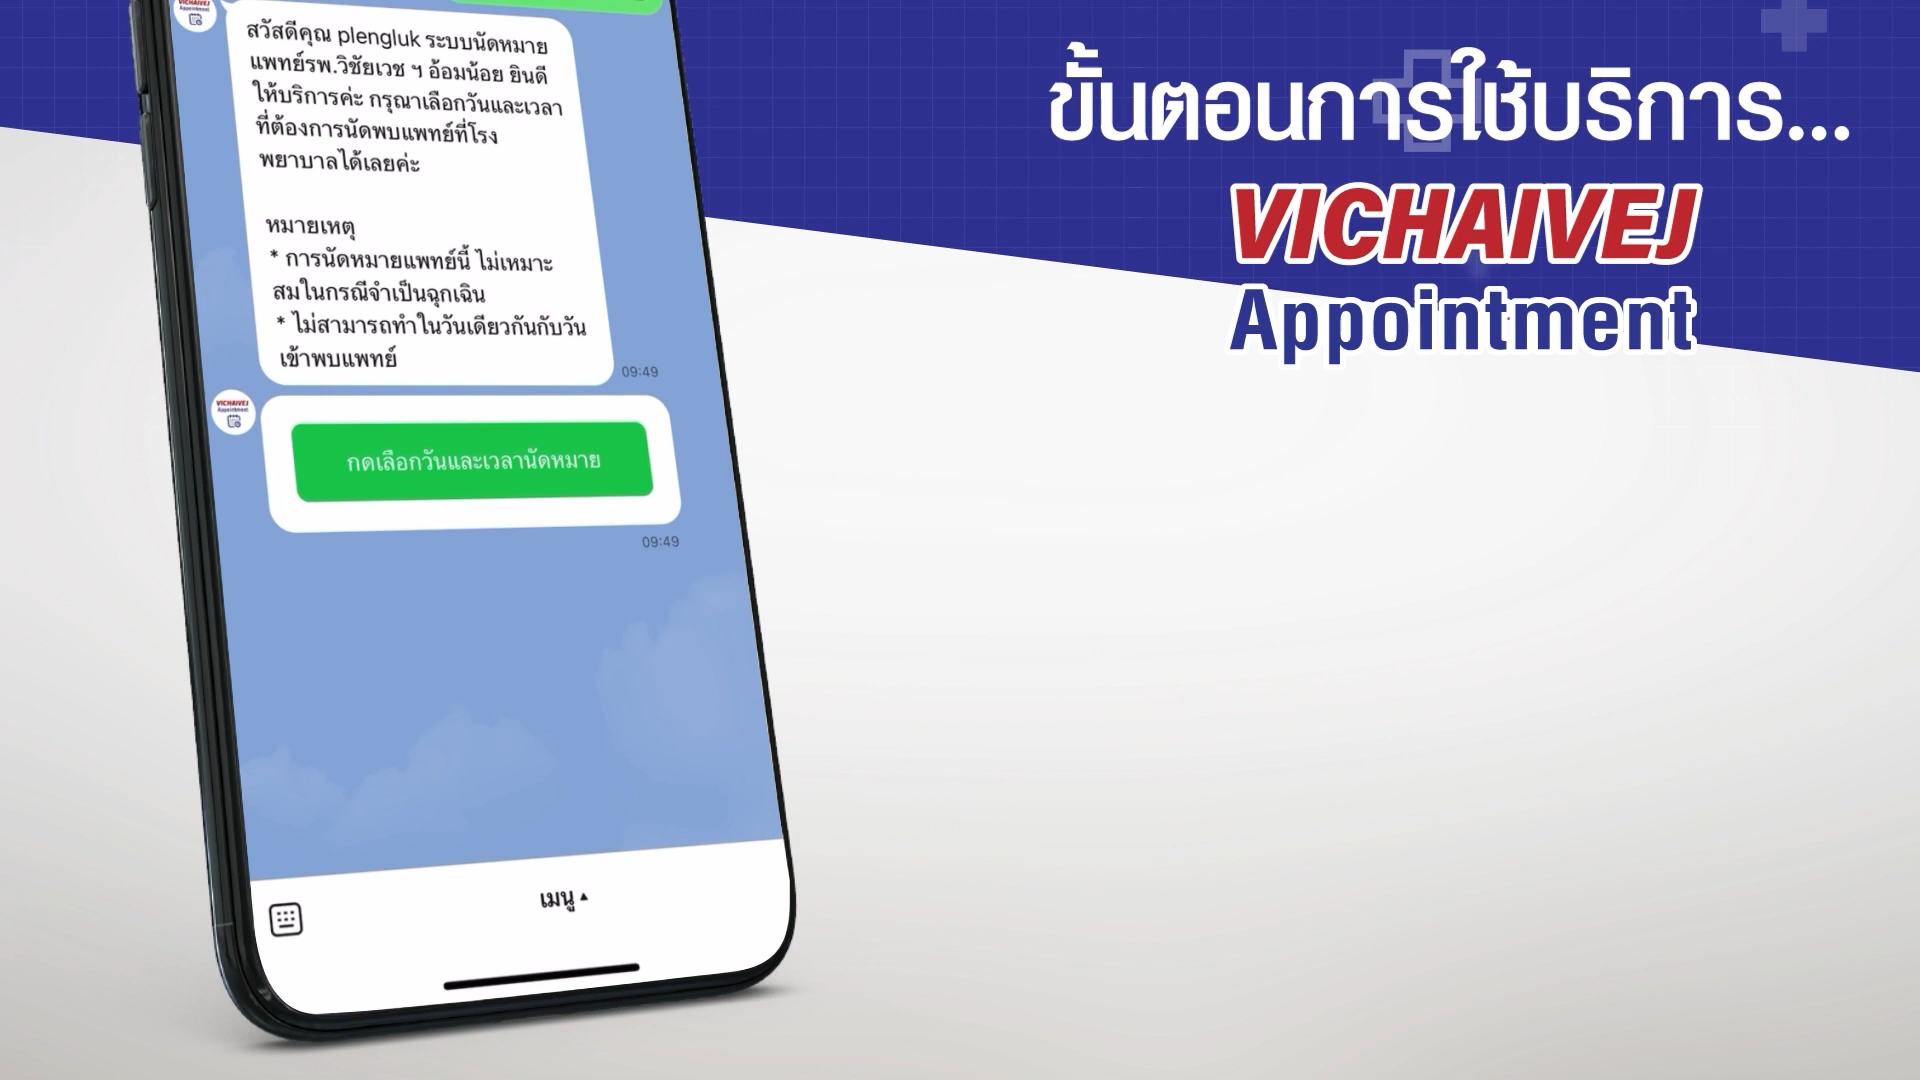 ขั้นตอนการใช้บริการ...
VICHAIVEJ
Appointment
VICHAIVEJ
Appointment
สวัสดีคุณ plengluk ระบบนัดหมาย
แพทย์รพ.วิชัยเวช ฯ อ้อมน้อย ยินดี
ให้บริการค่ะ กรุณาเลือกวันและเวลา
ที่ต้องการนัดพบแพทย์ที่โรง
พยาบาลได้เลยค่ะ
หมายเหตุ
* การนัดหมายแพทย์นี้ ไม่เหมาะ
สมในกรณีจำเป็นฉุกเฉิน
* ไม่สามารถทำในวันเดียวกันกับวัน
เข้าพบแพทย์
09:49
VICHAIVEJ
Appointment
กดเลือกวันและเวลานัดหมาย
09:49
เมนู